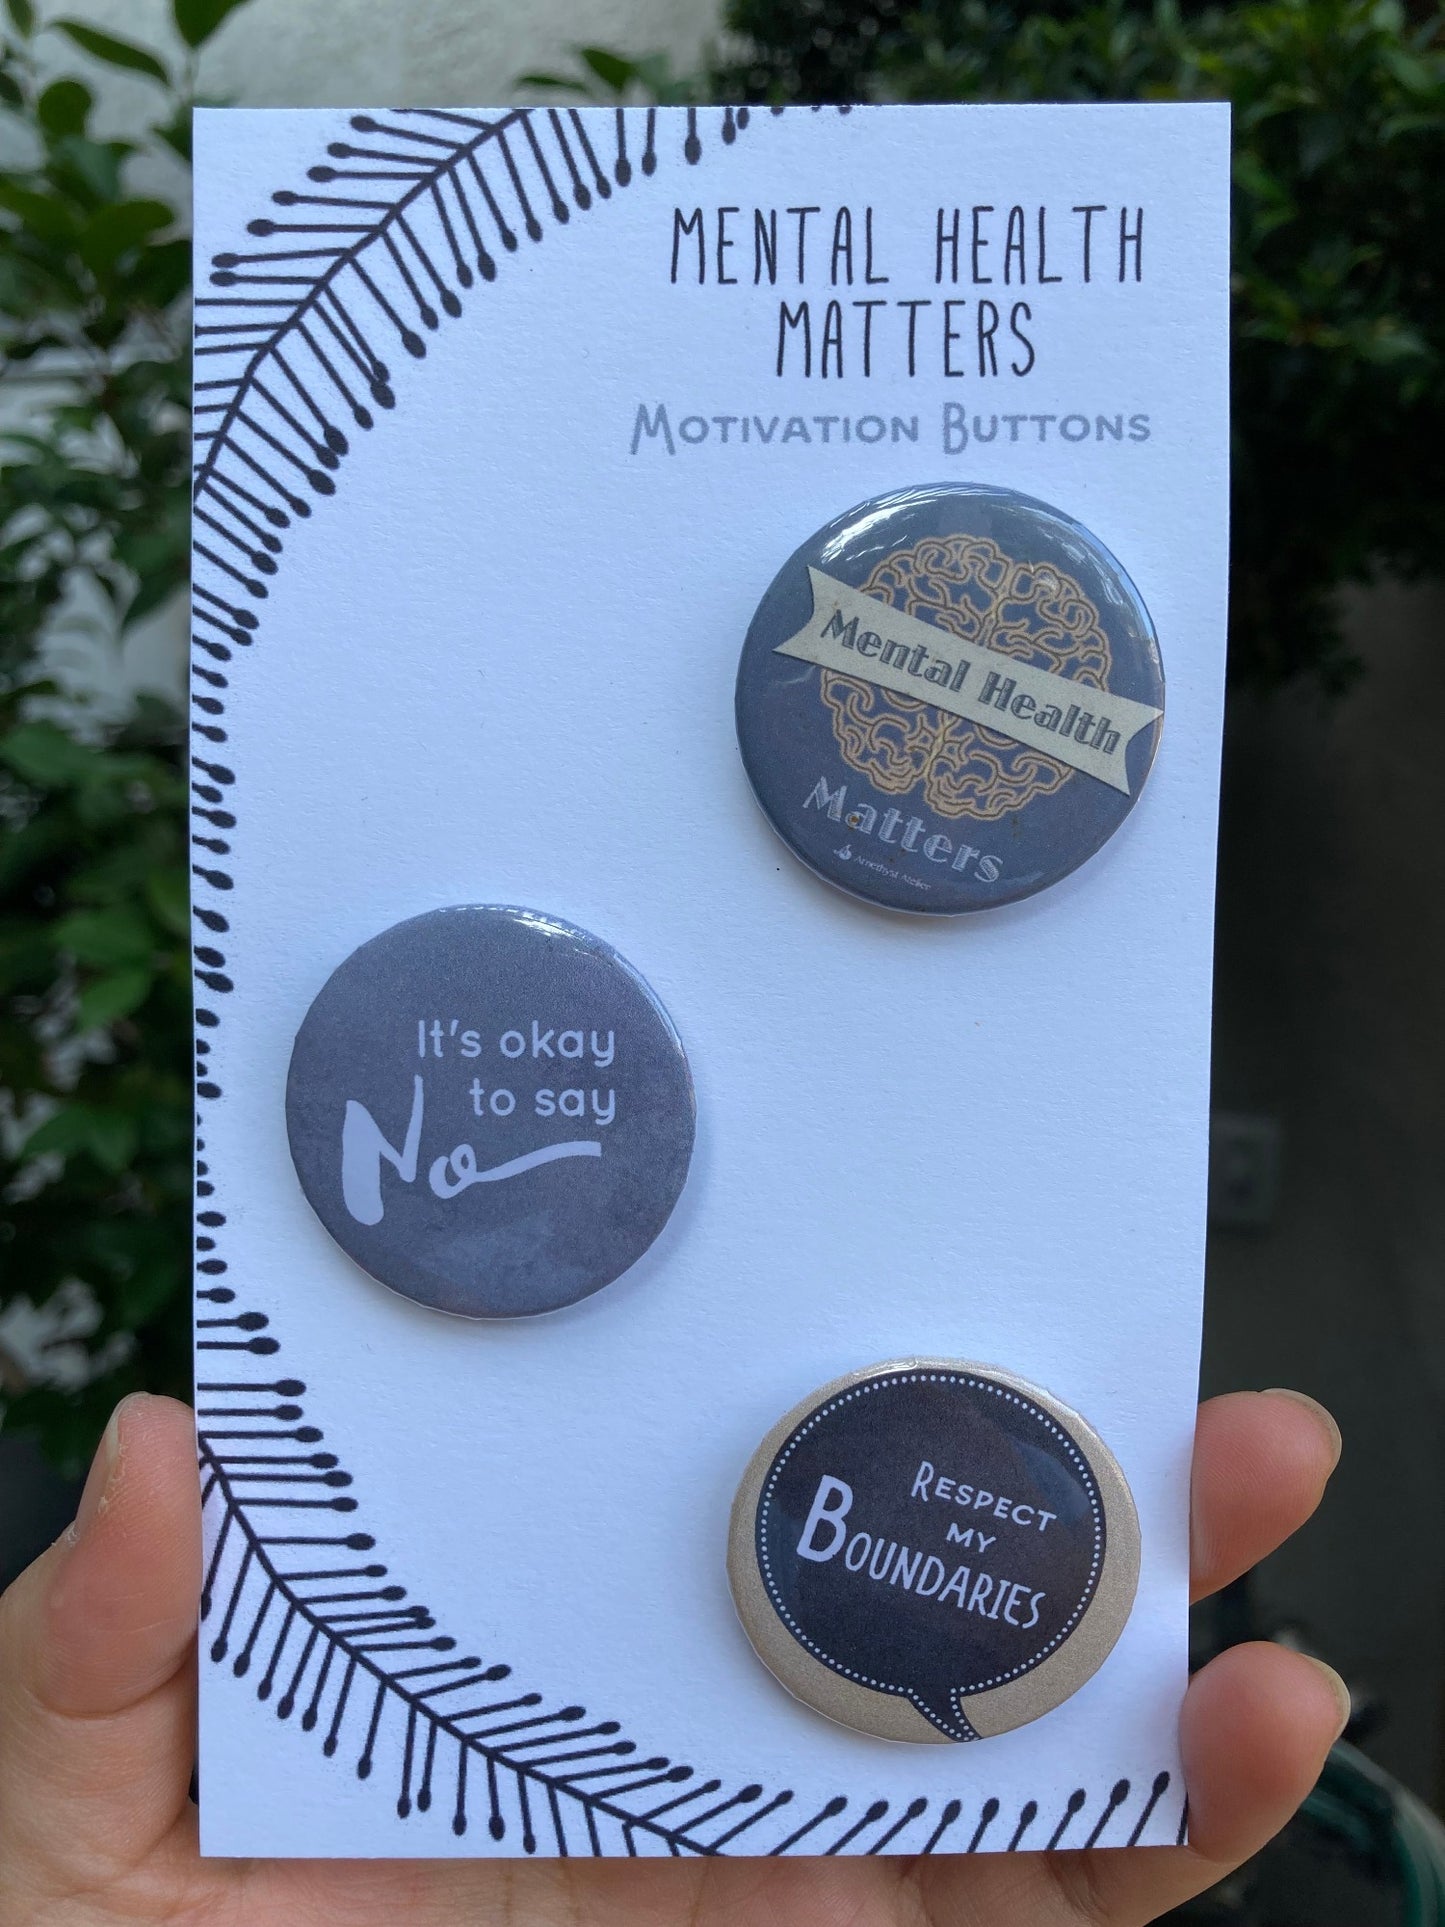 MENTAL HEALTH
MATTERS
MOTIVATION BUTTONS
Mental Health
Matters
Amethyst Atelier
It's okay
to say
No
RESPECT
MY
BOUNDARIES